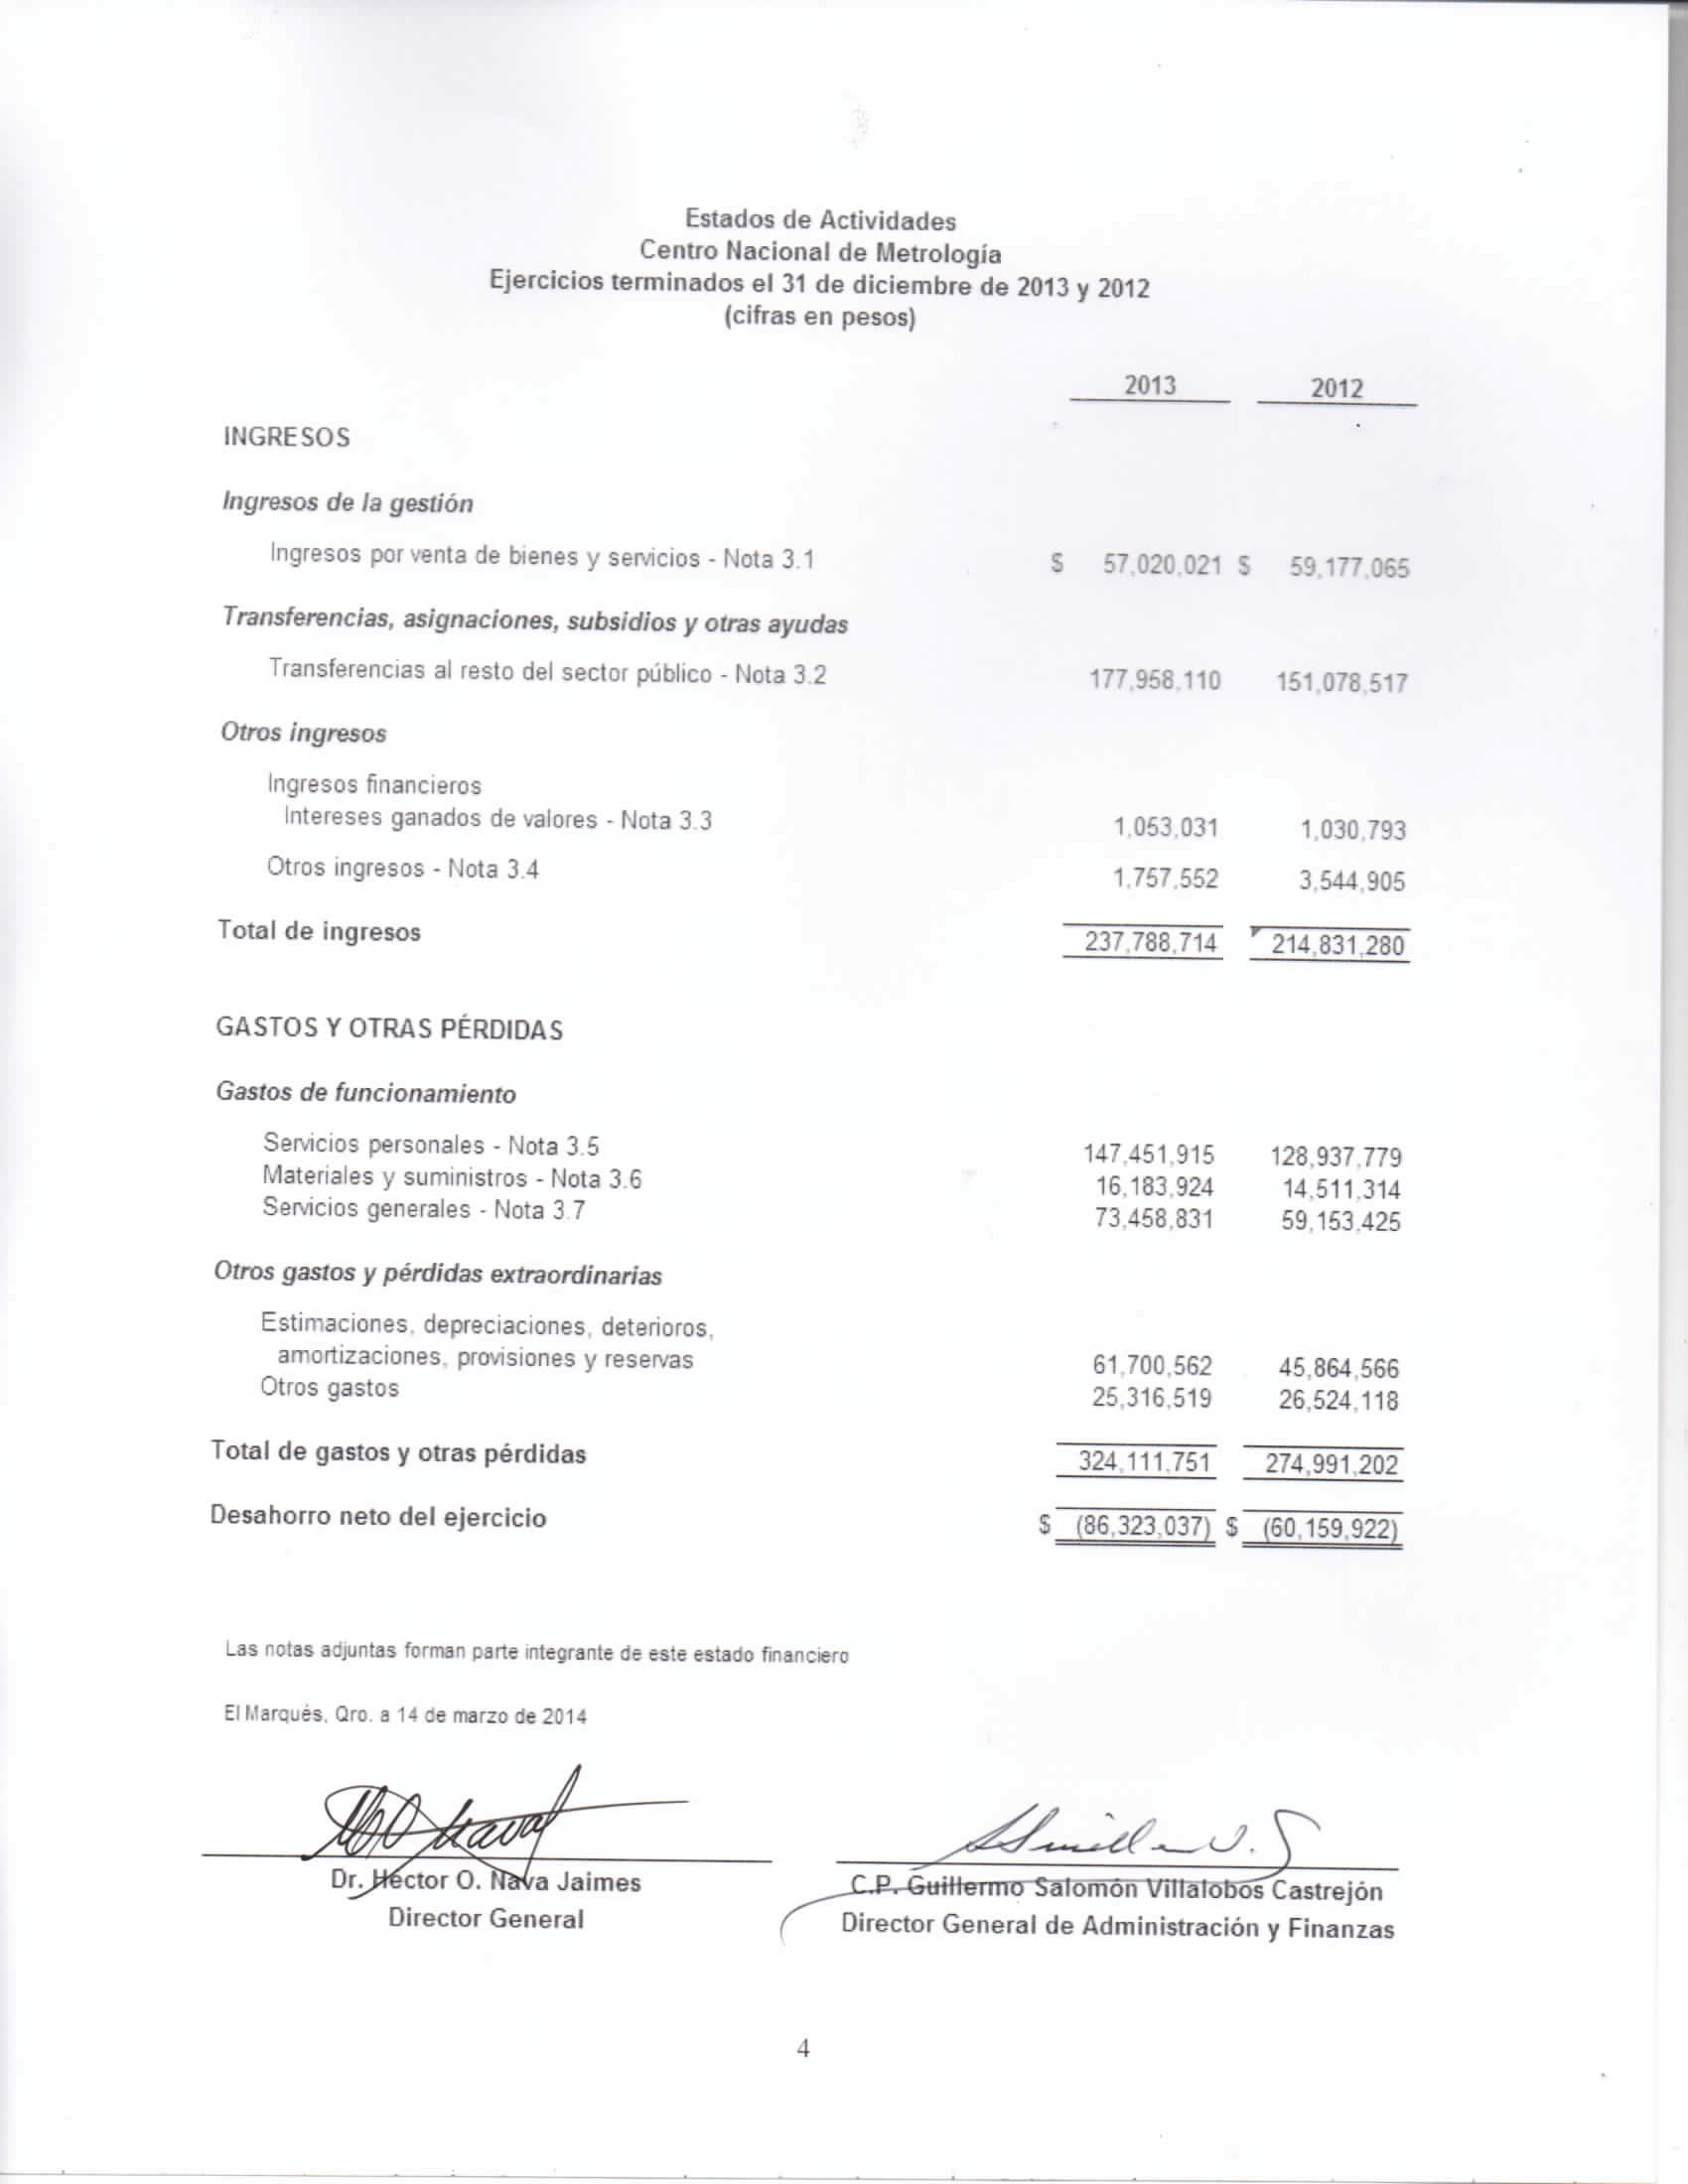 Estados de Actividades
Centro Nacional de Metrología
Ejercicios terminados el 31 de diciembre de 2013 y 2012
(cifras en pesos)
2013 2012
INGRESOS
Ingresos de la gestión
Ingresos por venta de bienes y servicios - Nota 3.1 $ 57,020,021 $ 59,177,065
Transferencias, asignaciones, subsidios y otras ayudas
Transferencias al resto del sector público - Nota 3.2 177,958,110 151,078,517
Otros ingresos
Ingresos financieros
Intereses ganados de valores - Nota 3.3 1,053,031 1,030,793
Otros ingresos - Nota 3.4 1,757,552 3,544,905
Total de ingresos 237,788,714 214,831,280
GASTOS Y OTRAS PÉRDIDAS
Gastos de funcionamiento
Servicios personales - Nota 3.5 147,451,915 128,937,779
Materiales y suministros - Nota 3.6 16,183,924 14,511,314
Servicios generales - Nota 3.7 73,458,831 59,153,425
Otros gastos y pérdidas extraordinarias
Estimaciones, depreciaciones, deterioros,
amortizaciones, provisiones y reservas 61,700,562 45,864,566
Otros gastos 25,316,519 26,524,118
Total de gastos y otras pérdidas 324,111,751 274,991,202
Desahorro neto del ejercicio $ (86,323,037) $ (60,159,922)
Las notas adjuntas forman parte integrante de este estado financiero
El Marqués, Qro. a 14 de marzo de 2014
Dr. Hector O. Nava Jaimes C.P. Guillermo Salomón Villalobos Castrejón
Director General Director General de Administración y Finanzas
4